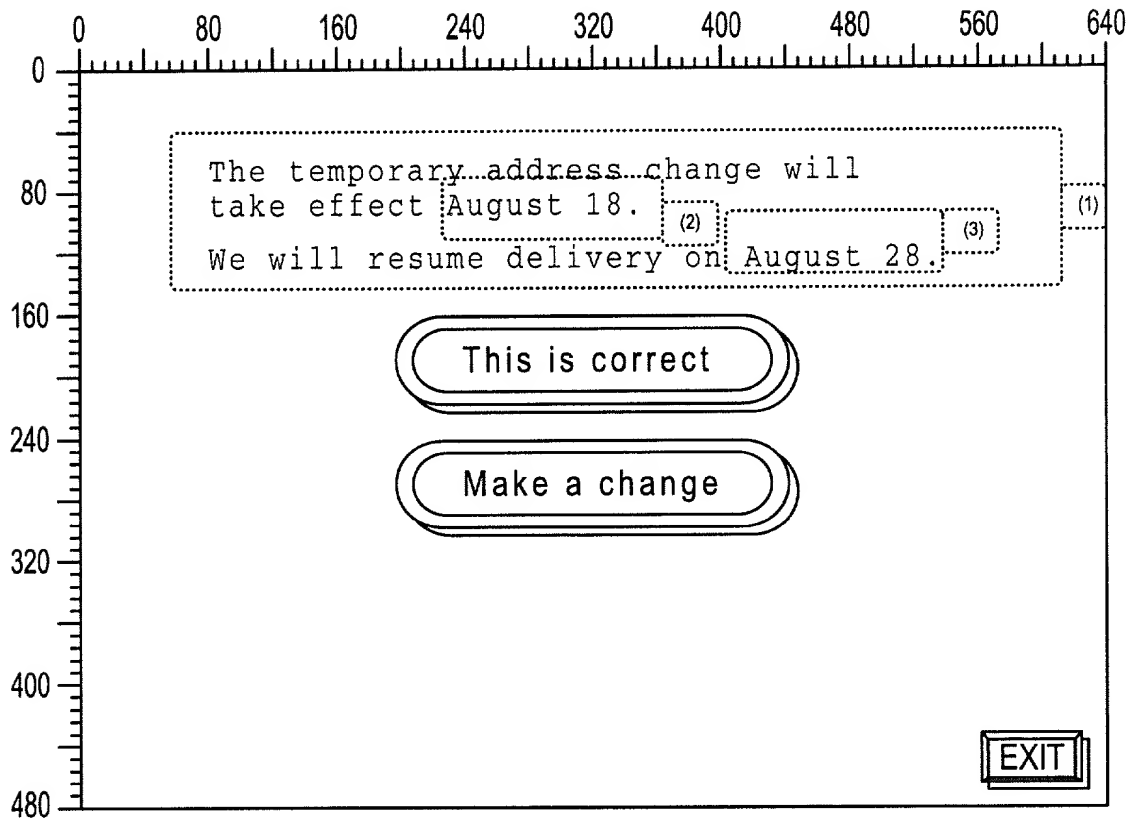 0 80 160 240 320 400 480 560 640
0
80
160
240
320
400
480
The temporary address change will
take effect August 18.
(2)
(3)
(1)
We will resume delivery on August 28.
This is correct
Make a change
EXIT